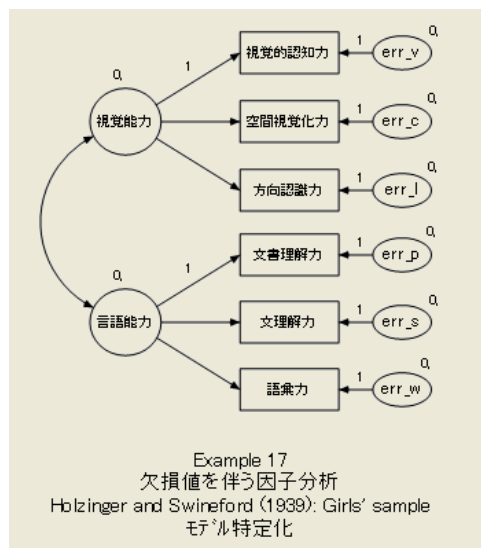 0,
1
視覚的認知力
1
err_v
0,
0,
視覚能力
空間視覚化力
1
err_c
0,
方向認識力
1
err_l
0,
1
文書理解力
1
err_p
0,
0,
言語能力
文理解力
1
err_s
0,
語彙力
1
err_w
Example 17
欠損値を伴う因子分析
Holzinger and Swineford (1939): Girls' sample
モデル特定化